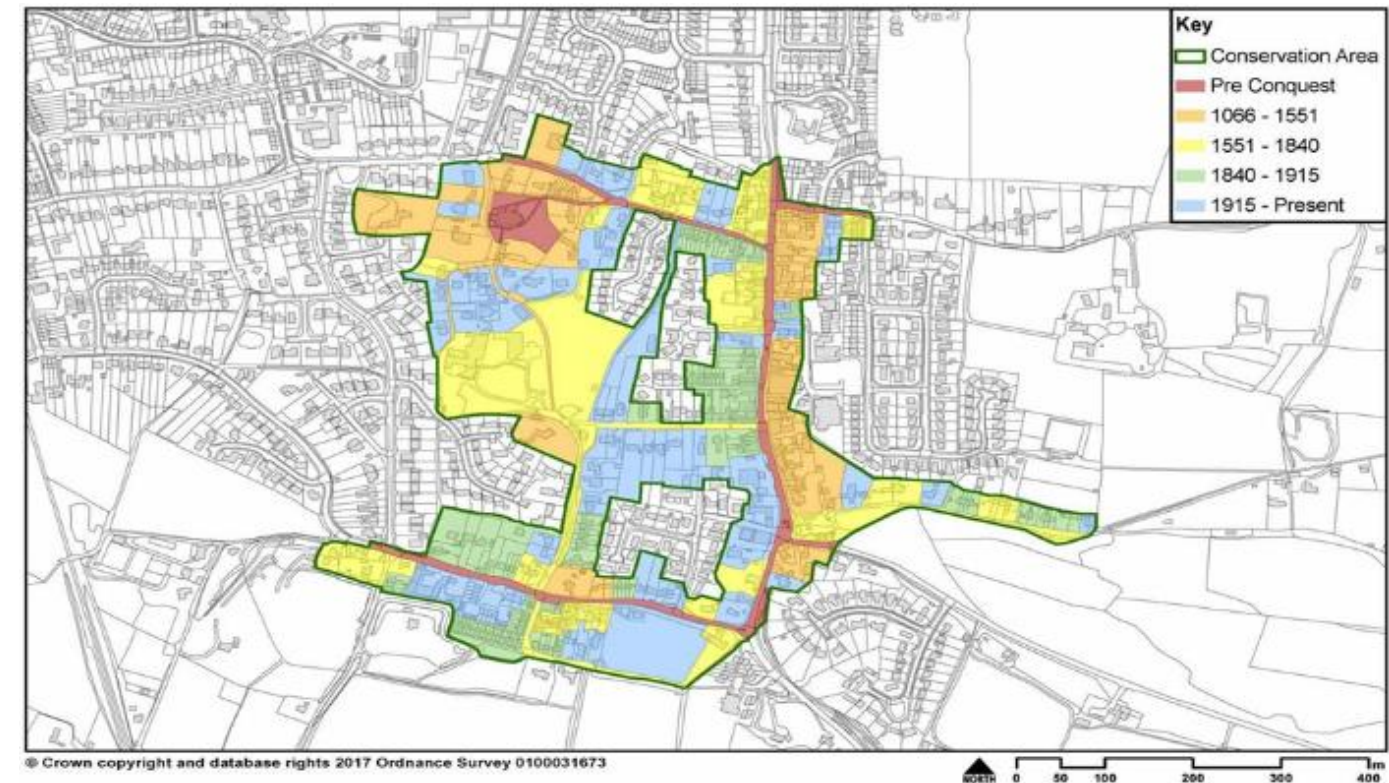 Key
Conservation Area
Pre Conquest
1066 - 1551
1551 - 1840
1840 - 1915
1915 - Present
© Crown copyright and database rights 2017 Ordnance Survey 0100031673
NORTH
0 50 100 200 300 400
m